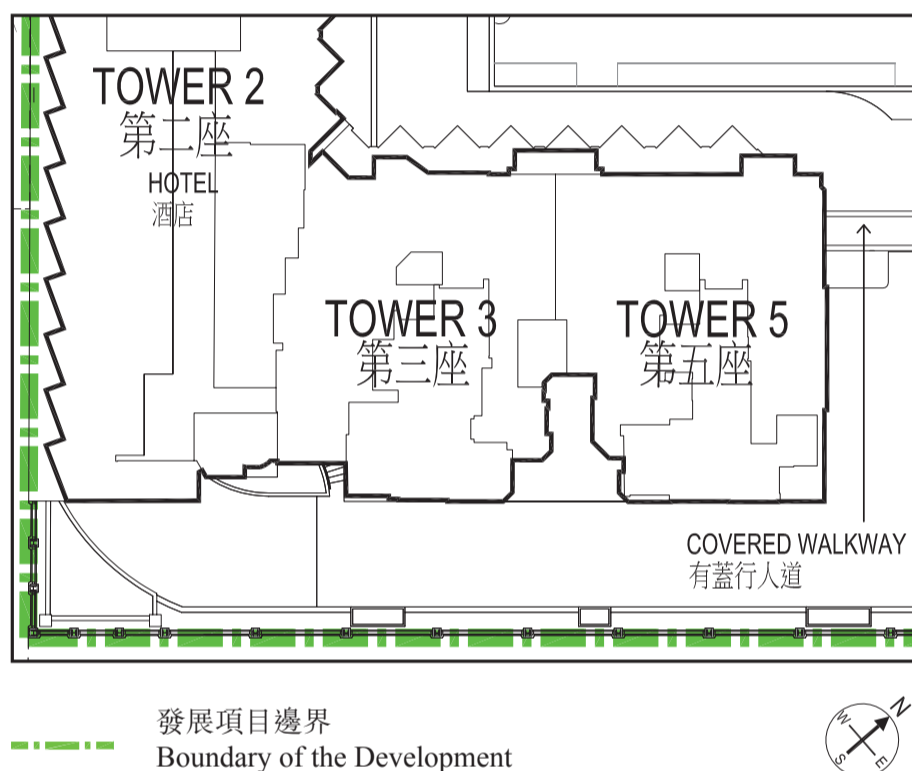 TOWER 2
第二座
HOTEL
酒店
TOWER 3
第三座
TOWER 5
第五座
COVERED WALKWAY
有蓋行人道
發展項目邊界
Boundary of the Development
N
W
S
E